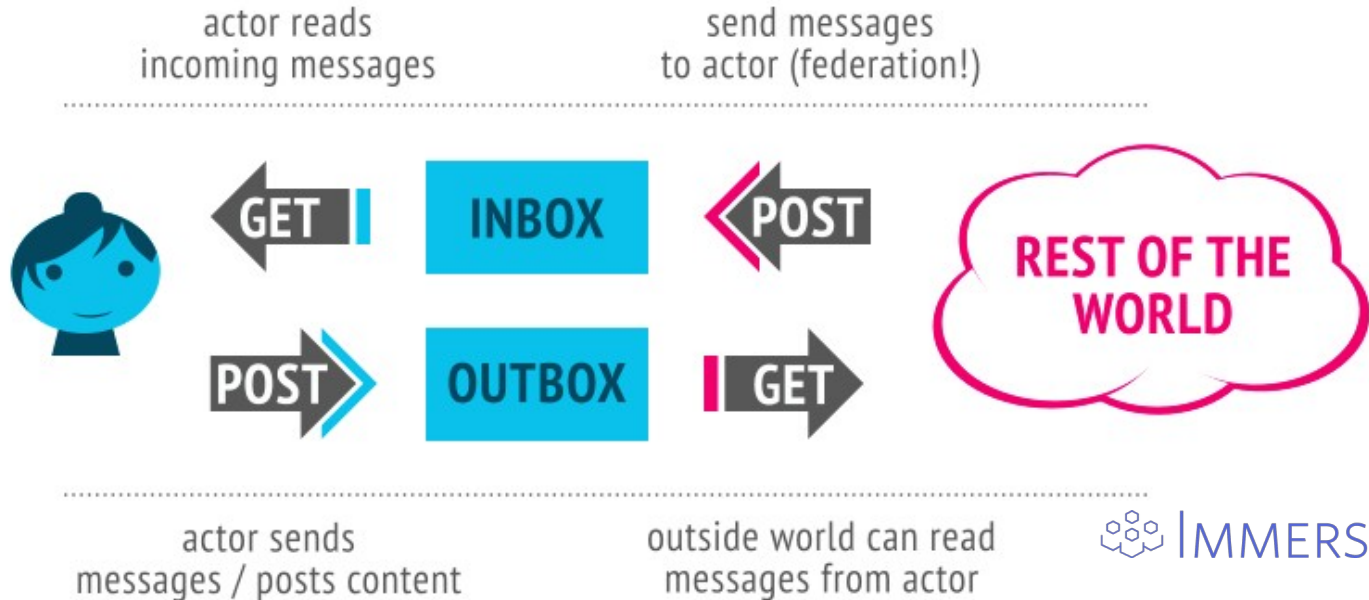 actor reads
incoming messages
send messages
to actor (federation!)
GET
INBOX
POST
REST OF THE
WORLD
POST
OUTBOX
GET
actor sends
messages / posts content
outside world can read
messages from actor
IMMERS